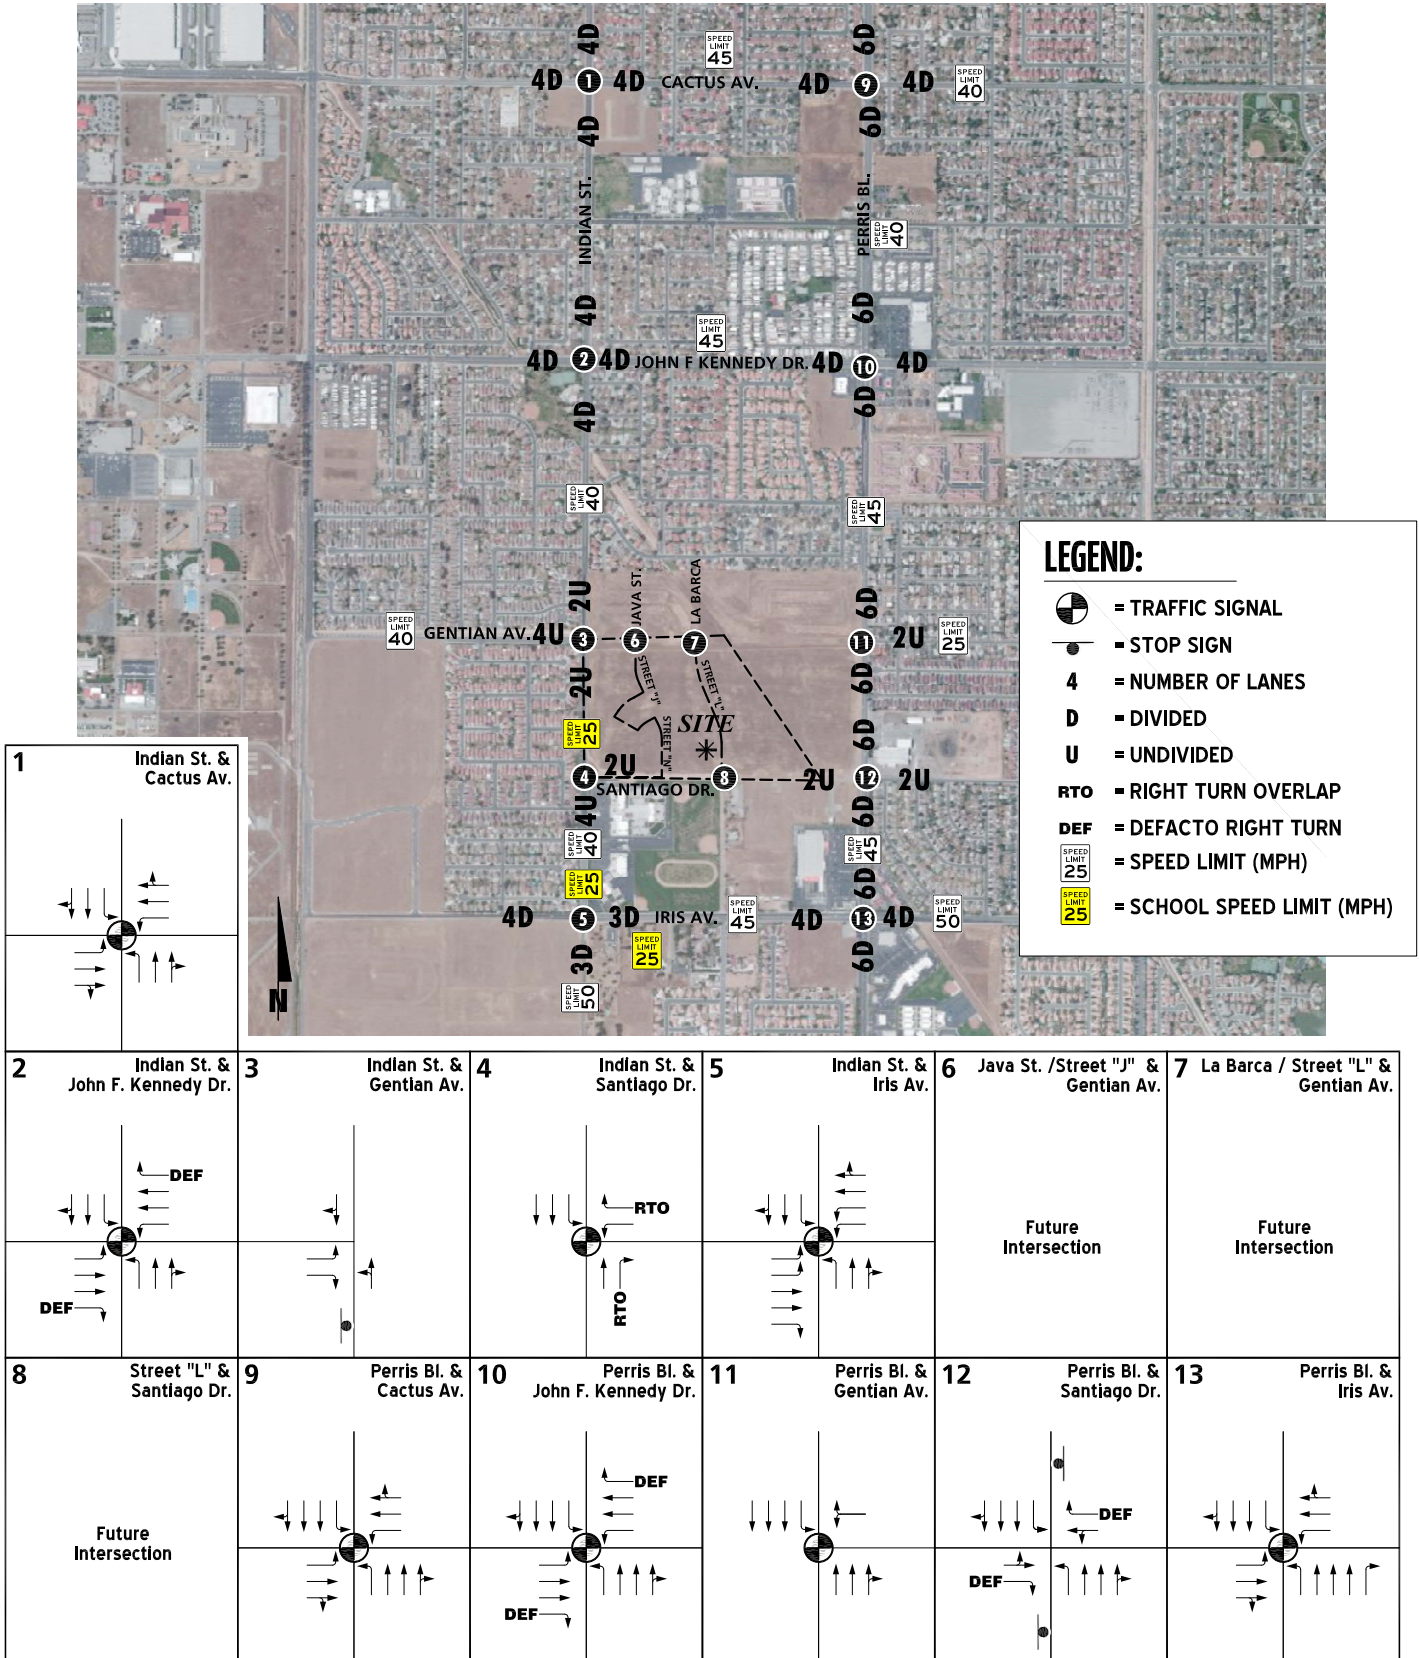 4D
6D
SPEED
LIMIT
45
4D
1
4D
CACTUS AV.
4D
9
4D
SPEED
LIMIT
40
4D
6D
INDIAN ST.
PERRIS BL.
SPEED
LIMIT
40
4D
6D
SPEED
LIMIT
45
4D
2
4D
JOHN F KENNEDY DR.
4D
10
4D
4D
6D
SPEED
LIMIT
40
SPEED
LIMIT
45
2U
JAVA ST.
LA BARCA
6D
SPEED
LIMIT
40
GENTIAN AV.
4U
3
6
7
11
2U
SPEED
LIMIT
25
2U
STREET "J"
STREET "L"
6D
SPEED
LIMIT
25
STREET "N"
SITE
6D
4
2U
8
2U
12
2U
SANTIAGO DR.
4U
6D
SPEED
LIMIT
40
SPEED
LIMIT
45
SPEED
LIMIT
25
6D
4D
5
3D
IRIS AV.
SPEED
LIMIT
45
4D
13
4D
SPEED
LIMIT
50
3D
SPEED
LIMIT
25
6D
SPEED
LIMIT
50
N
LEGEND:
= TRAFFIC SIGNAL
= STOP SIGN
4 = NUMBER OF LANES
D = DIVIDED
U = UNDIVIDED
RTO = RIGHT TURN OVERLAP
DEF = DEFACTO RIGHT TURN
SPEED
LIMIT
25
= SPEED LIMIT (MPH)
SPEED
LIMIT
25
= SCHOOL SPEED LIMIT (MPH)
1
Indian St. &
Cactus Av.
2
Indian St. &
John F. Kennedy Dr.
DEF
DEF
3
Indian St. &
Gentian Av.
4
Indian St. &
Santiago Dr.
RTO
RTO
5
Indian St. &
Iris Av.
6
Java St. /Street "J" &
Gentian Av.
Future
Intersection
7
La Barca / Street "L" &
Gentian Av.
Future
Intersection
8
Street "L" &
Santiago Dr.
Future
Intersection
9
Perris Bl. &
Cactus Av.
10
Perris Bl. &
John F. Kennedy Dr.
DEF
DEF
11
Perris Bl. &
Gentian Av.
12
Perris Bl. &
Santiago Dr.
DEF
DEF
13
Perris Bl. &
Iris Av.